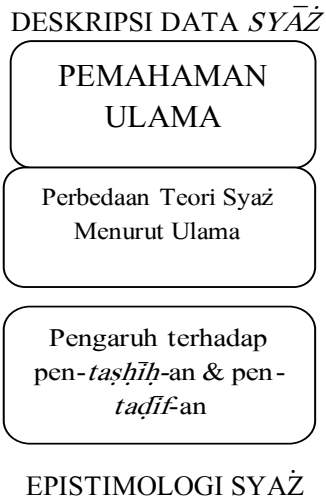 DESKRIPSI DATA SYĀŻ
PEMAHAMAN
ULAMA
Perbedaan Teori Syaż
Menurut Ulama
Pengaruh terhadap
pen-taṣḥīḥ-an & pen-
taḍīf-an
EPISTIMOLOGI SYAŻ